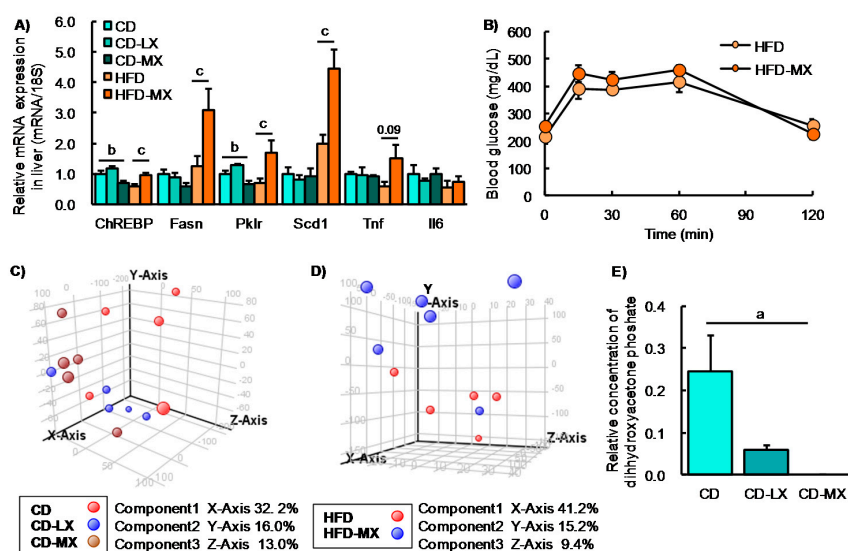 A)
Relative mRNA expression
in liver (mRNA/18S)
6.0
5.0
4.0
3.0
2.0
1.0
0.0
CD
CD-LX
CD-MX
HFD
HFD-MX
b c c b c c 0.09
ChREBP Fasn Pklr Scd1 Tnf Il6
B)
Blood glucose (mg/dL)
600
500
400
300
200
100
0
HFD
HFD-MX
0 30 60 90 120
Time (min)
C)
Y-Axis
X-Axis
Z-Axis
CD
CD-LX
CD-MX
Component1 X-Axis 32.2%
Component2 Y-Axis 16.0%
Component3 Z-Axis 13.0%
D)
Y
-Axis
X-Axis
Z-Axis
HFD
HFD-MX
Component1 X-Axis 41.2%
Component2 Y-Axis 15.2%
Component3 Z-Axis 9.4%
E)
Relative concentration of
dihhydroxyacetone phoshate
0.4
0.3
0.2
0.1
0.0
a
CD CD-LX CD-MX